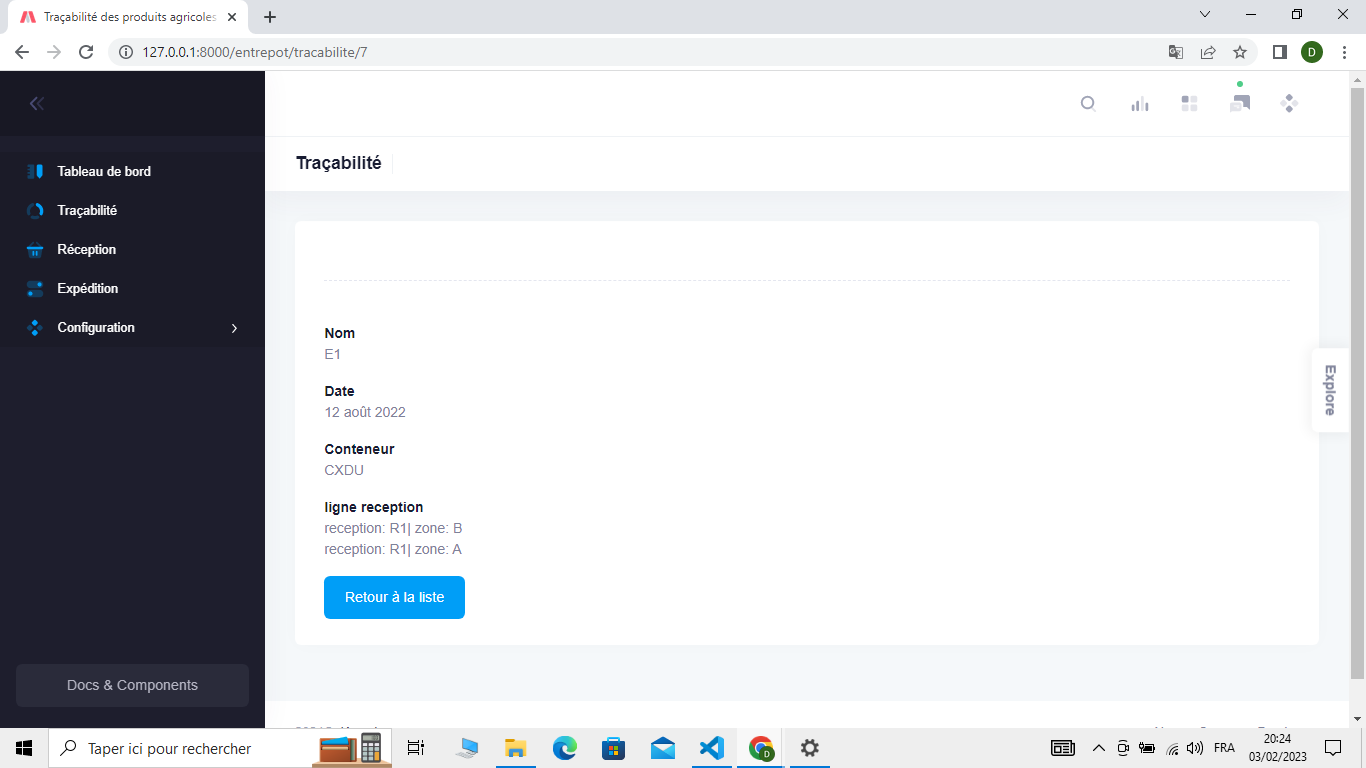 Traçabilité des produits agricoles
127.0.0.1:8000/entrepot/tracabilite/7
D
Tableau de bord
Traçabilité
Réception
Expédition
Configuration
Docs & Components
Traçabilité
Nom
E1
Date
12 août 2022
Conteneur
CXDU
ligne reception
reception: R1| zone: B
reception: R1| zone: A
Retour à la liste
Explore
Taper ici pour rechercher
D
FRA
20:24
03/02/2023